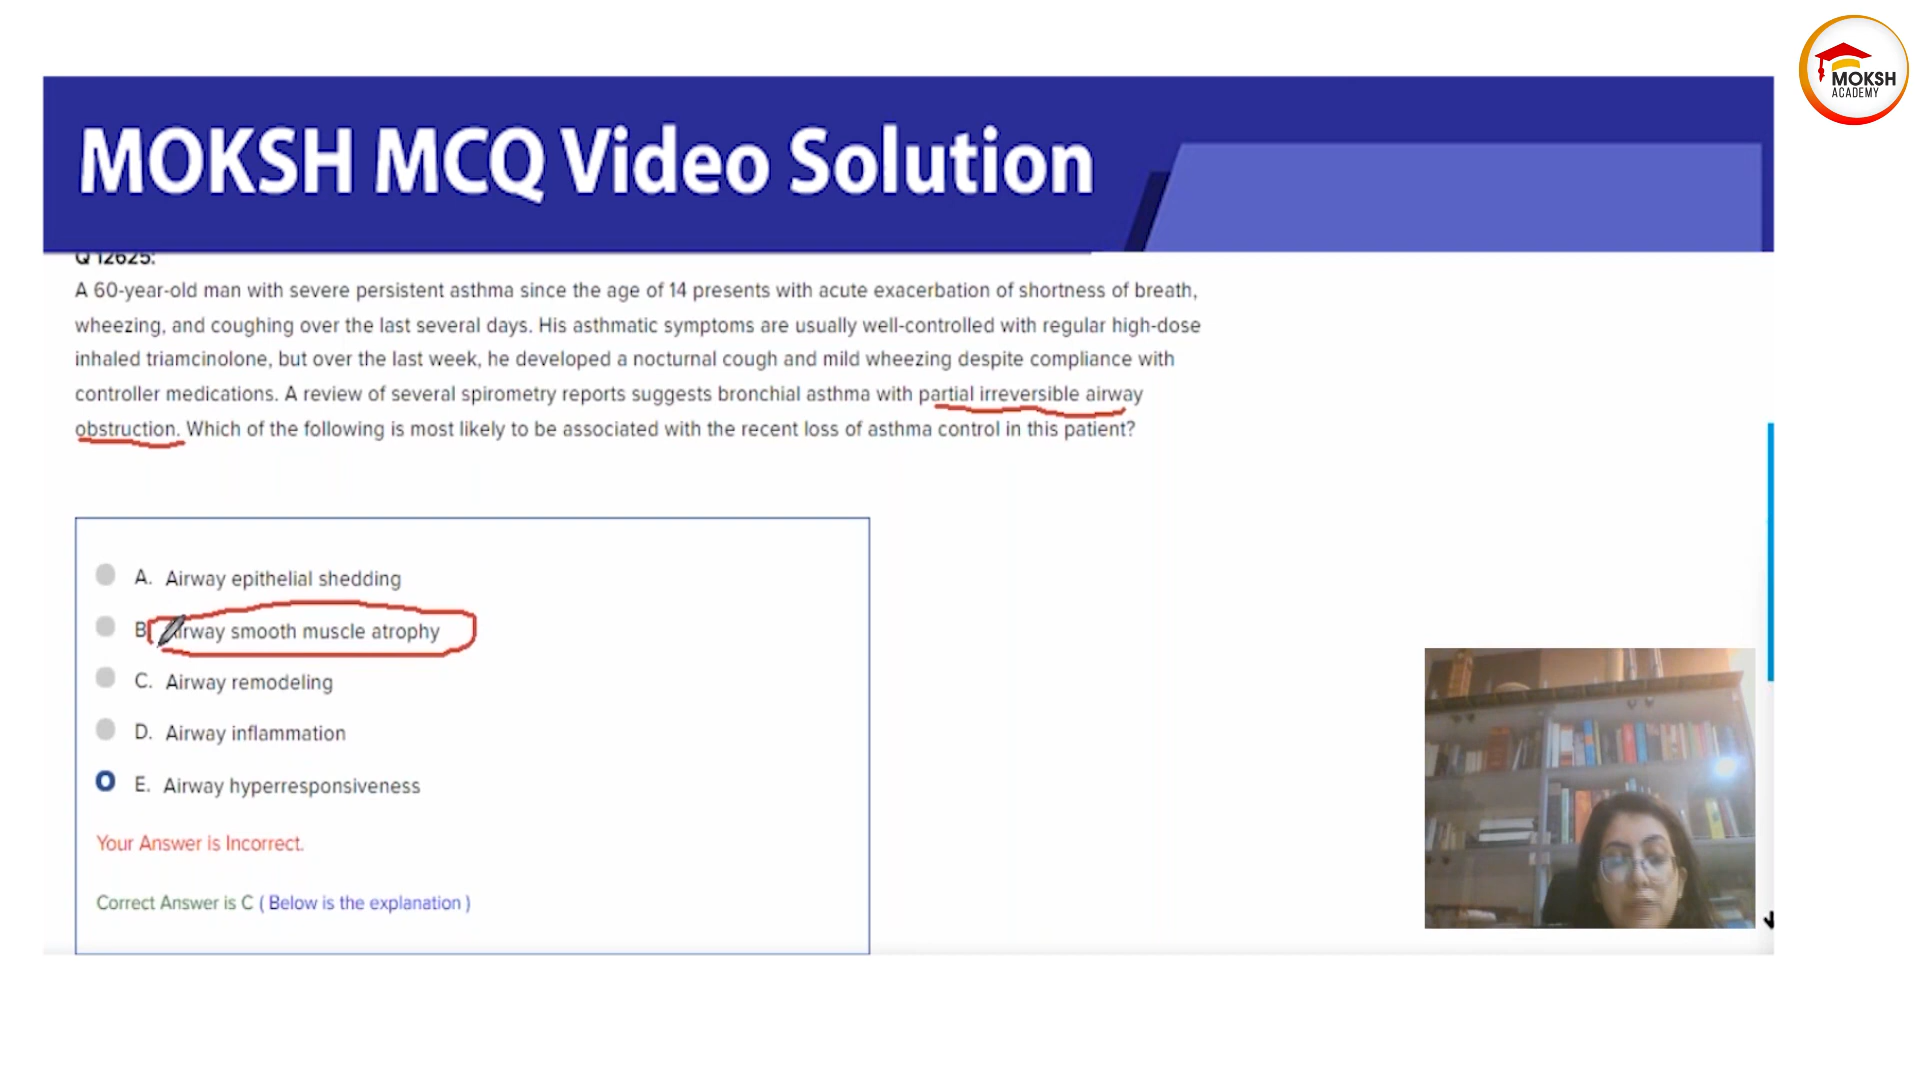 MOKSH
ACADEMY
MOKSH MCQ Video Solution
Q 12625:
A 60-year-old man with severe persistent asthma since the age of 14 presents with acute exacerbation of shortness of breath,
wheezing, and coughing over the last several days. His asthmatic symptoms are usually well-controlled with regular high-dose
inhaled triamcinolone, but over the last week, he developed a nocturnal cough and mild wheezing despite compliance with
controller medications. A review of several spirometry reports suggests bronchial asthma with partial irreversible airway
obstruction. Which of the following is most likely to be associated with the recent loss of asthma control in this patient?
A. Airway epithelial shedding
B. Airway smooth muscle atrophy
C. Airway remodeling
D. Airway inflammation
E. Airway hyperresponsiveness
Your Answer is Incorrect.
Correct Answer is C ( Below is the explanation )